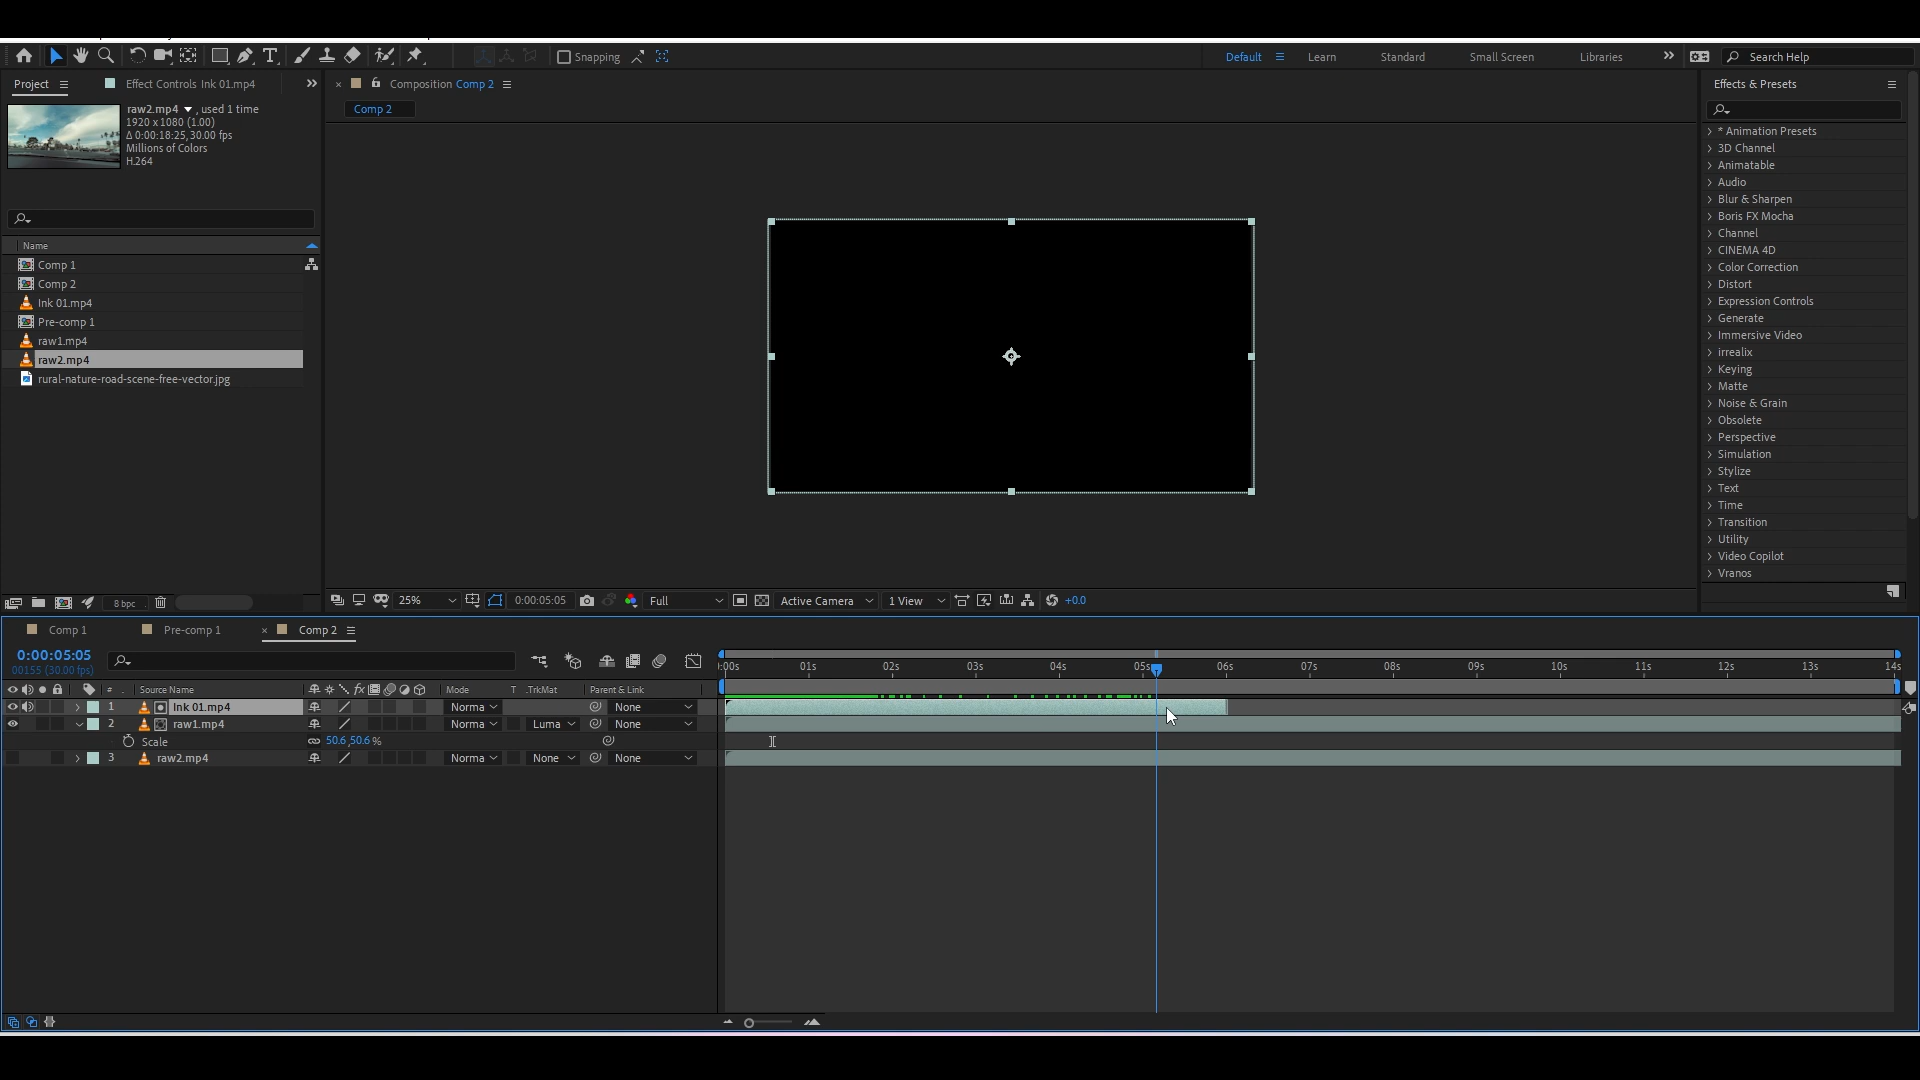 Snapping
Default
Learn
Standard
Small Screen
Libraries
Search Help
Project
Effect Controls Ink 01.mp4
Composition Comp 2
Effects & Presets
raw2.mp4 , used 1 time
1920 x 1080 (1.00)
Δ 0:00:18:25, 30.00 fps
Millions of Colors
H.264
Comp 2
Name
Comp 1
Comp 2
Ink 01.mp4
Pre-comp 1
raw1.mp4
raw2.mp4
rural-nature-road-scene-free-vector.jpg
* Animation Presets
3D Channel
Animatable
Audio
Blur & Sharpen
Boris FX Mocha
Channel
CINEMA 4D
Color Correction
Distort
Expression Controls
Generate
Immersive Video
irrealix
Keying
Matte
Noise & Grain
Obsolete
Perspective
Simulation
Stylize
Text
Time
Transition
Utility
Video Copilot
Vranos
8 bpc
25%
0:00:05:05
Full
Active Camera
1 View
+0.0
Comp 1
Pre-comp 1
Comp 2
0:00:05:05
00155 (30.00 fps)
:00s 01s 02s 03s 04s 05s 06s 07s 08s 09s 10s 11s 12s 13s 14s
# Source Name Mode T .TrkMat Parent & Link
1 Ink 01.mp4 Norma None
2 raw1.mp4 Norma Luma None
Scale 50.6,50.6 %
3 raw2.mp4 Norma None None